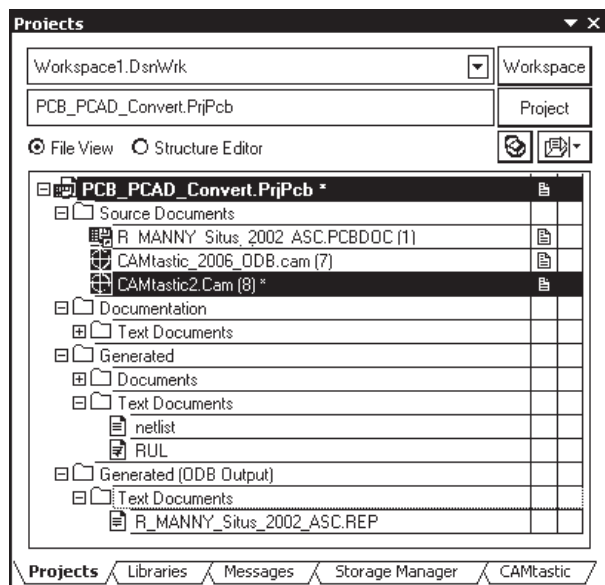 Projects
Workspace1.DsnWrk Workspace
PCB_PCAD_Convert.PrjPcb Project
File View Structure Editor
PCB_PCAD_Convert.PrjPcb *
Source Documents
R_MANNY_Situs_2002_ASC.PCBDOC (1)
CAMtastic_2006_ODB.cam (7)
CAMtastic2.Cam (8) *
Documentation
Text Documents
Generated
Documents
Text Documents
netlist
RUL
Generated (ODB Output)
Text Documents
R_MANNY_Situs_2002_ASC.REP
Projects Libraries Messages Storage Manager CAMtastic